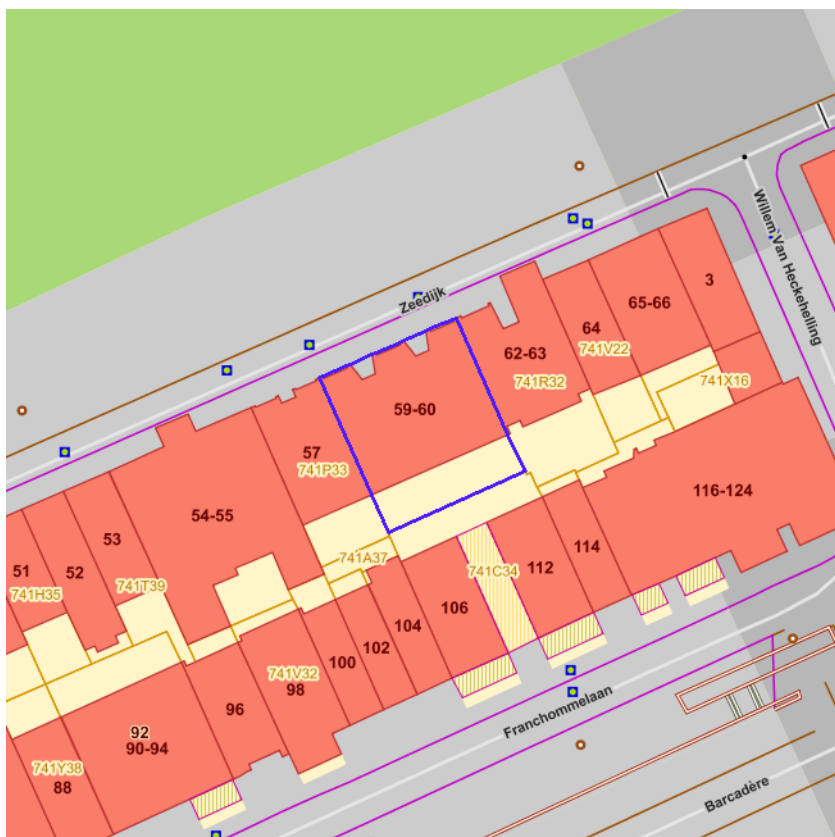 Zeedijk
Willem Van Heckehelling
3
65-66
64
741V22
62-63
741R32
741X16
59-60
57
741P33
54-55
53
52
51
741H35
741T39
741A37
741C34
116-124
114
112
106
104
102
100
741V32
98
96
92
90-94
741Y38
88
Franchommelaan
Barcadère